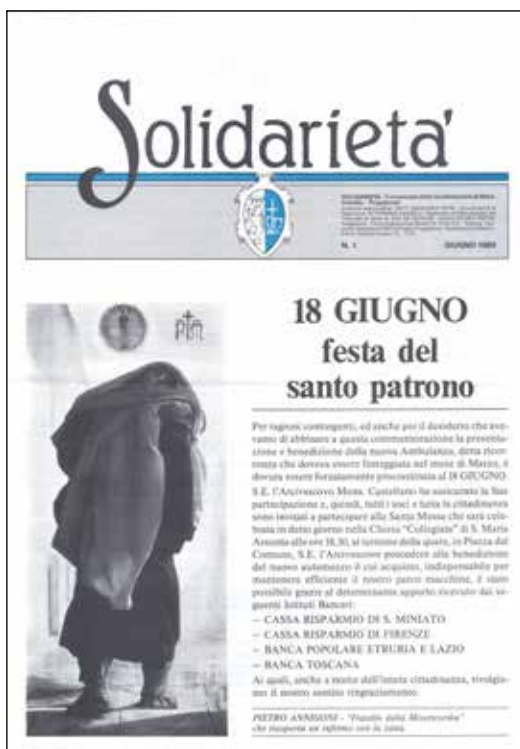 Solidarietà
N. 1 GIUGNO
18 GIUGNO
festa del
santo patrono
Per ragioni contingenti, ed anche per il desiderio che ave-
vamo di abbinare a questa commemorazione la presenta-
zione e benedizione della nuova Ambulanza, detta ricor-
renza che doveva essere festeggiata nel mese di Marzo, è
dovuta essere forzatamente procrastinata al 18 GIUGNO.
S.E. l'Arcivescovo Mons. Castellano ha assicurato la Sua
partecipazione e, quindi, tutti i soci e tutta la cittadinanza
sono invitati a partecipare alla Santa Messa che sarà cele-
brata in detto giorno nella Chiesa "Collegiata" di S. Maria
Assunta alle ore 18,30, al termine della quale, in Piazza del
Comune, S.E. l'Arcivescovo procederà alla benedizione
del nuovo automezzo il cui acquisto, indispensabile per
mantenere efficiente il nostro parco macchine, è stato
possibile grazie al determinante apporto ricevuto dai se-
guenti Istituti Bancari:
— CASSA RISPARMIO DI S. MINIATO
— CASSA RISPARMIO DI FIRENZE
— BANCA POPOLARE ETRURIA E LAZIO
— BANCA TOSCANA
Ai quali, anche a nome dell'intera cittadinanza, rivolgia-
mo il nostro sentito ringraziamento.
PIETRO ANNIGONI - "Fratello della Misericordia"
che trasporta un infermo con la zana.